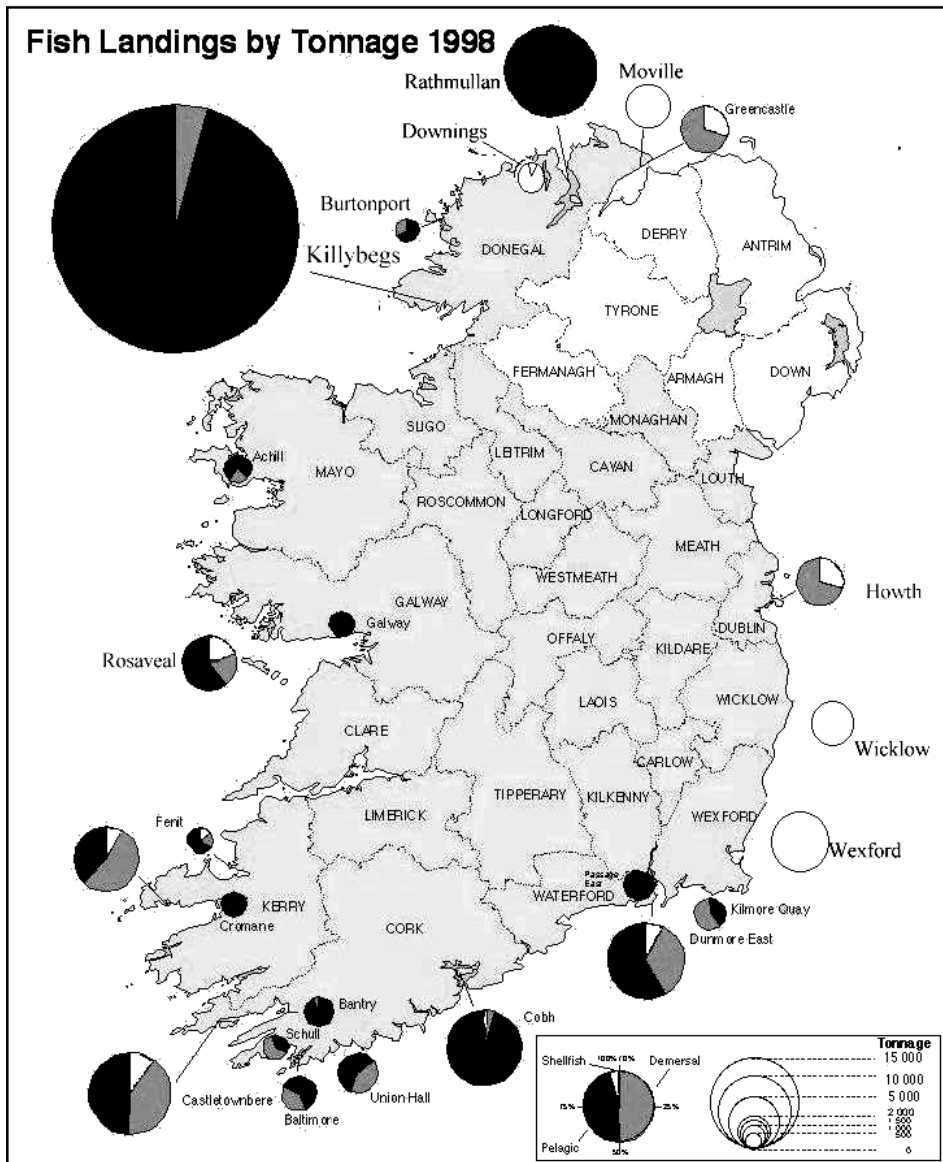 Fish Landings by Tonnage 1998
Rathmullan
Moville
Greencastle
Downings
Burtonport
Killybegs
DONEGAL
DERRY
ANTRIM
TYRONE
FERMANAGH
ARMAGH
DOWN
MONAGHAN
SLIGO
LEITRIM
CAVAN
LOUTH
Achill
MAYO
ROSCOMMON
LONGFORD
MEATH
WESTMEATH
Howth
GALWAY
Galway
OFFALY
DUBLIN
KILDARE
Rosaveal
LAOIS
WICKLOW
Wicklow
CLARE
CARLOW
TIPPERARY
KILKENNY
WEXFORD
LIMERICK
Fenit
Wexford
Passage
East
WATERFORD
KERRY
Cromane
CORK
Kilmore Quay
Dunmore East
Bantry
Cobh
Schull
Castletownbere
Union Hall
Baltimore
Tonnage
Shellfish
100% / 0%
Demersal
15 000
10 000
5 000
75%
25%
2 000
1 500
1 000
500
Pelagic
50%
0